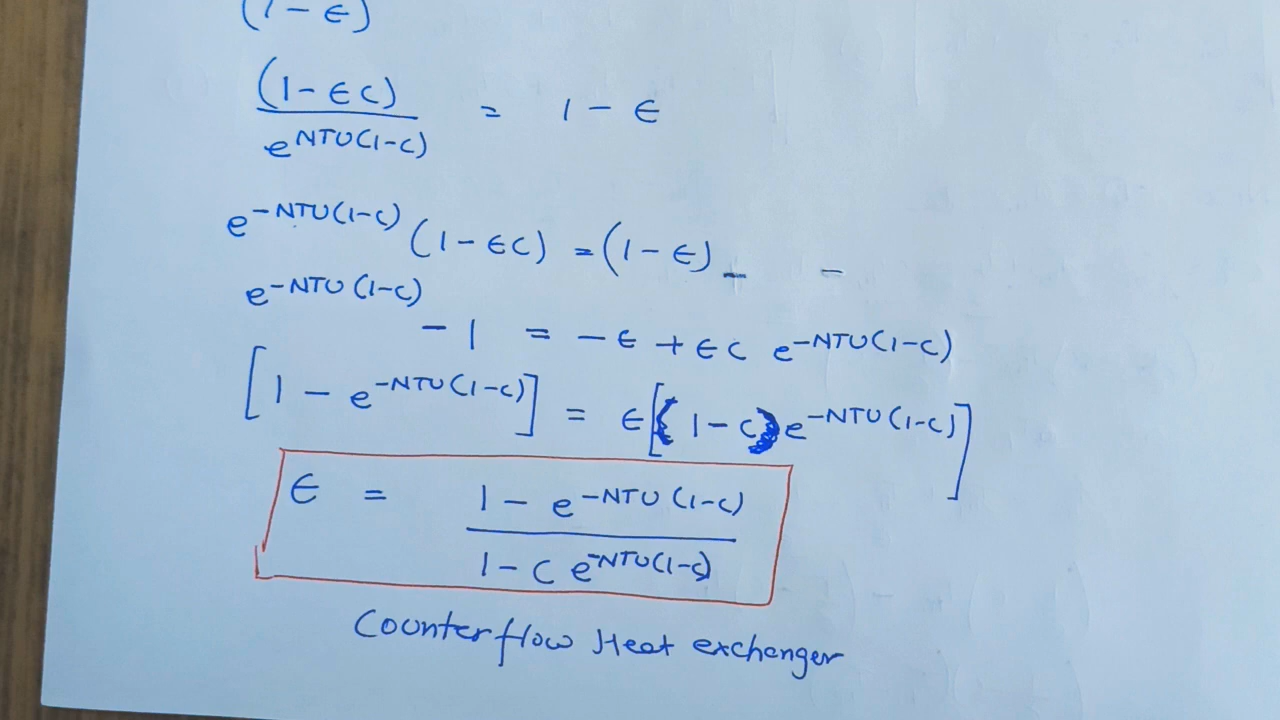 (1 - ϵ)
(1 - ϵC) / e^NTU(1-C) = 1 - ϵ
e^-NTU(1-C) (1 - ϵC) = (1 - ϵ)
e^-NTU(1-C) - 1 = -ϵ + ϵC e^-NTU(1-C)
[1 - e^-NTU(1-C)] = ϵ[1 - C e^-NTU(1-C)]
ϵ = 1 - e^-NTU(1-C) / 1 - C e^-NTU(1-C)
Counterflow Heat exchanger